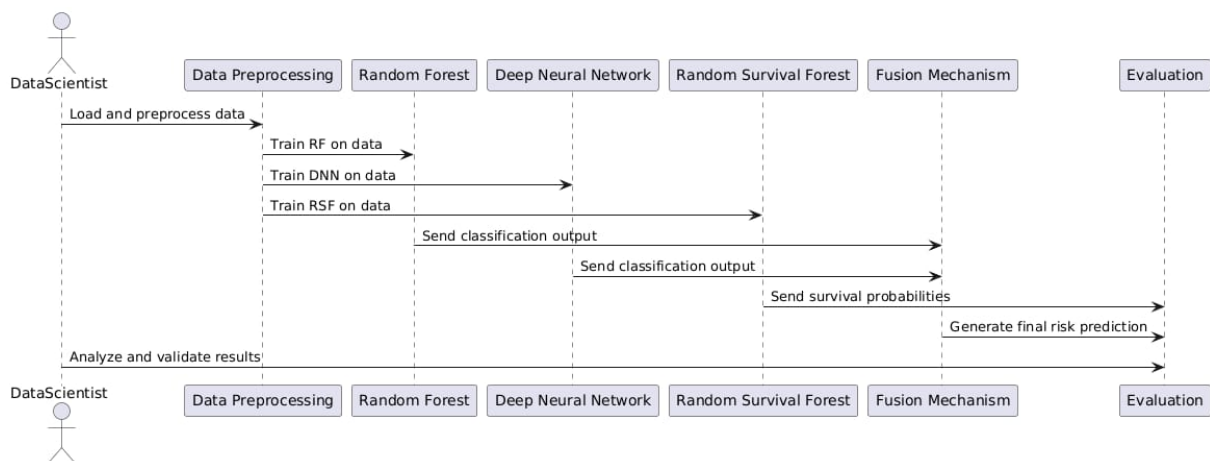 DataScientist
Data Preprocessing
Random Forest
Deep Neural Network
Random Survival Forest
Fusion Mechanism
Evaluation
Load and preprocess data
Train RF on data
Train DNN on data
Train RSF on data
Send classification output
Send classification output
Send survival probabilities
Generate final risk prediction
Analyze and validate results
DataScientist
Data Preprocessing
Random Forest
Deep Neural Network
Random Survival Forest
Fusion Mechanism
Evaluation